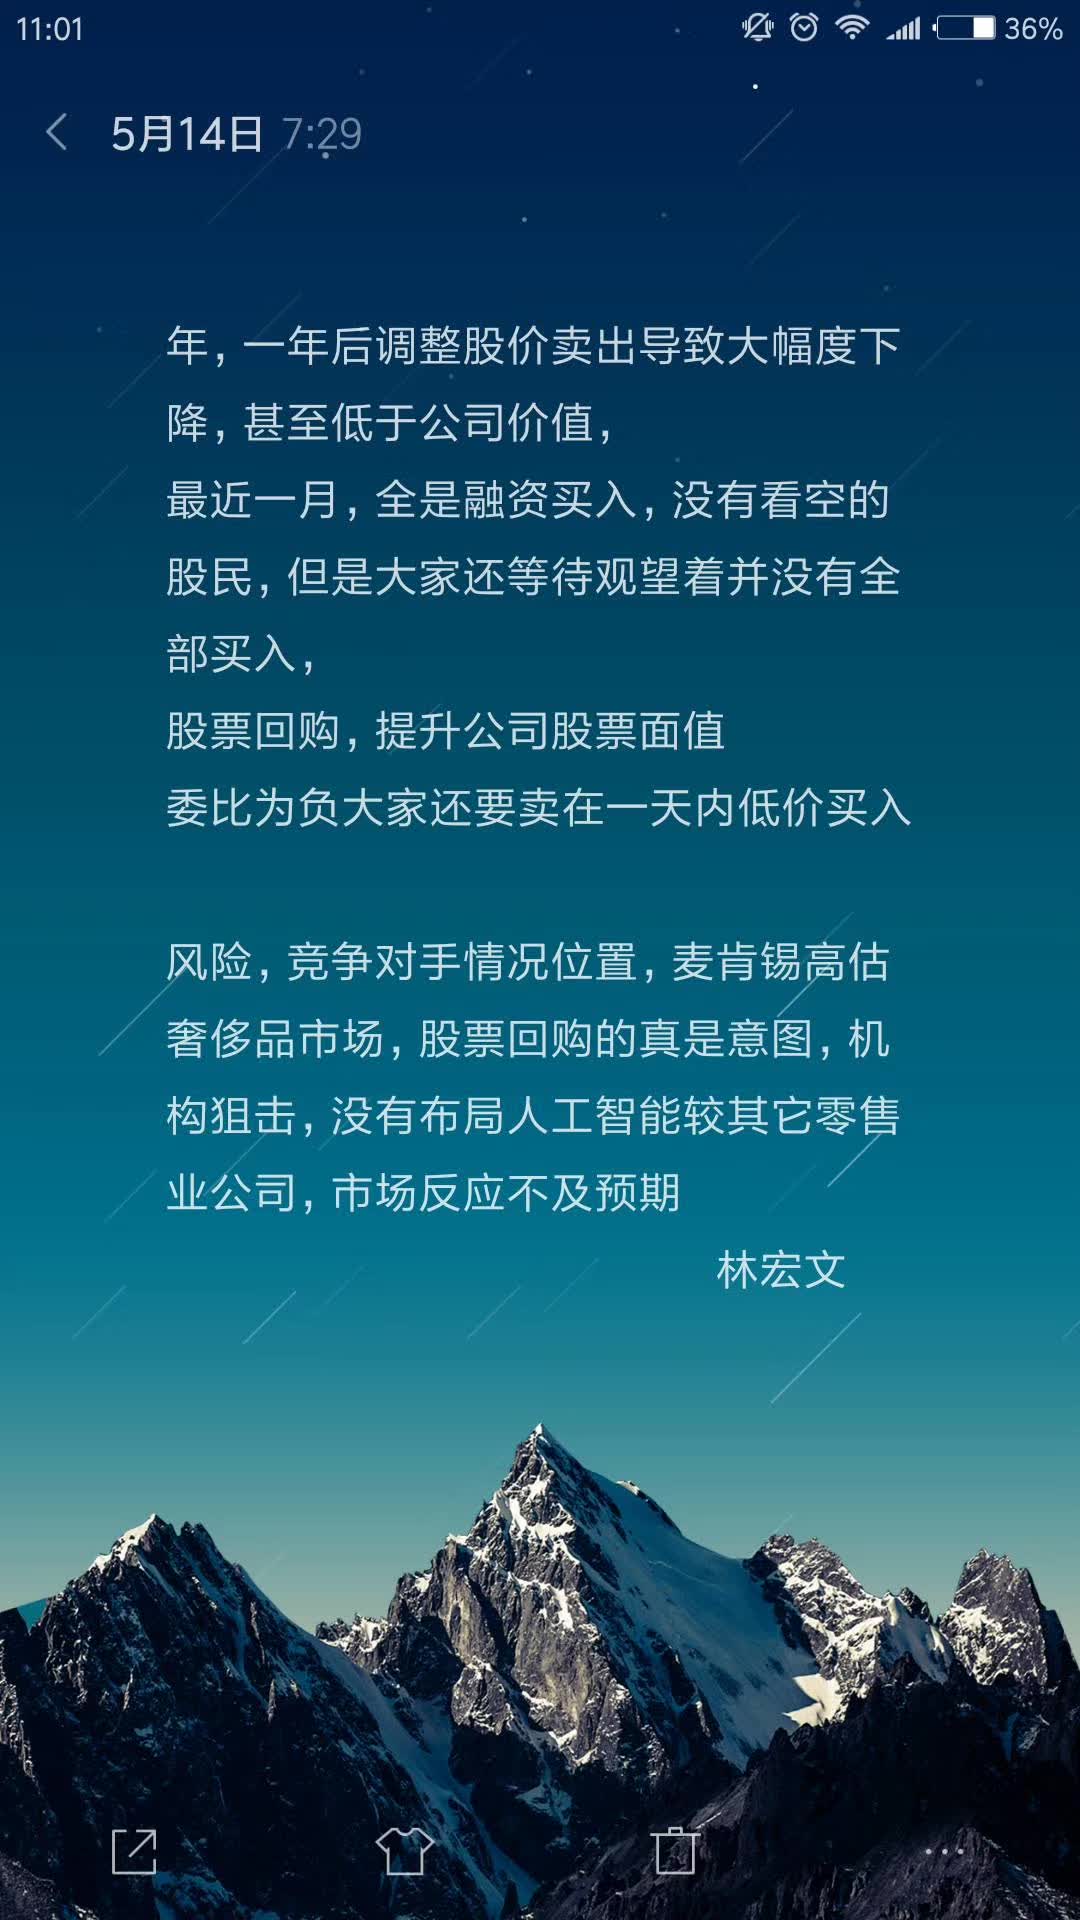 11:01
36%
5月14日 7:29
年，一年后调整股价卖出导致大幅度下
降，甚至低于公司价值，
最近一月，全是融资买入，没有看空的
股民，但是大家还等待观望着并没有全
部买入，
股票回购，提升公司股票面值
委比为负大家还要卖在一天内低价买入
风险，竞争对手情况位置，麦肯锡高估
奢侈品市场，股票回购的真是意图，机
构狙击，没有布局人工智能较其它零售
业公司，市场反应不及预期
林宏文